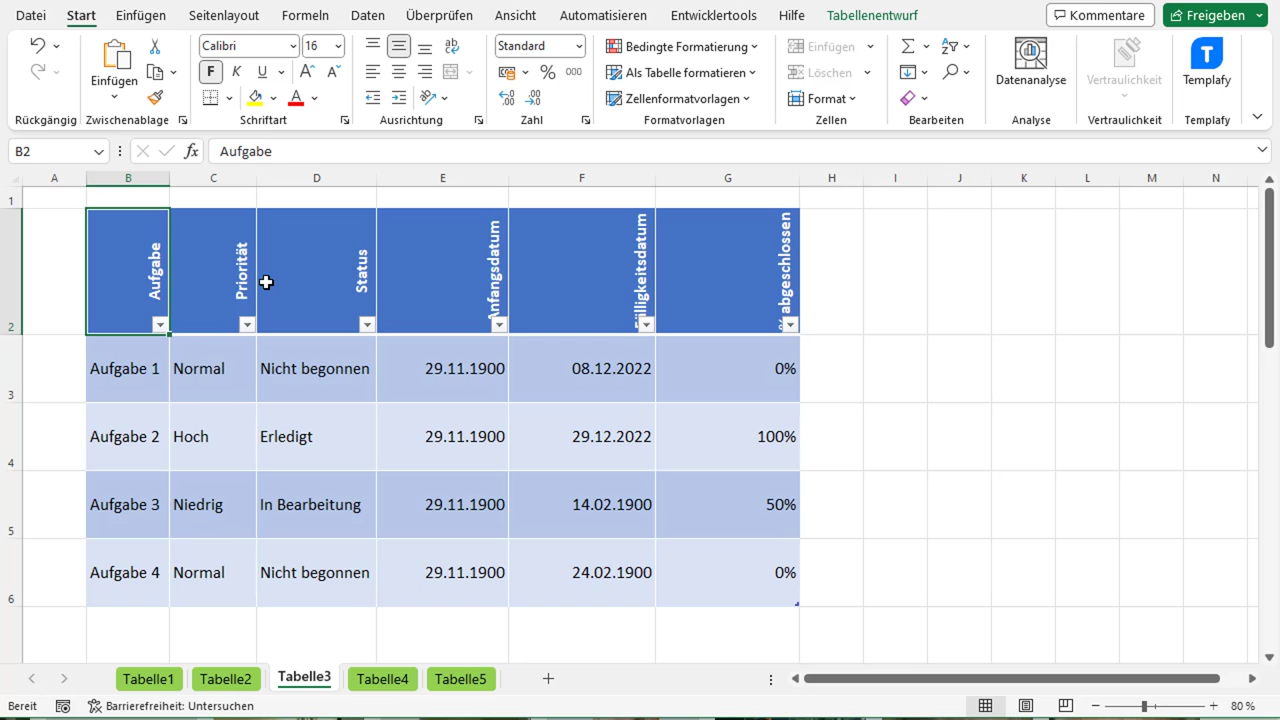 Datei Start Einfügen Seitenlayout Formeln Daten Überprüfen Ansicht Automatisieren Entwicklertools Hilfe Tabellenentwurf Kommentare Freigeben
Calibri 16 Standard Bedingte Formatierung Einfügen
F K U Als Tabelle formatieren Löschen
Einfügen Zellenformatvorlagen Format Datenanalyse Vertraulichkeit Templafy
Rückgängig Zwischenablage Schriftart Ausrichtung Zahl Formatvorlagen Zellen Bearbeiten Analyse Vertraulichkeit Templafy
B2 fx Aufgabe
A B C D E F G H I J K L M N
1
2 Aufgabe Priorität Status Anfangsdatum Fälligkeitsdatum % abgeschlossen
3 Aufgabe 1 Normal Nicht begonnen 29.11.1900 08.12.2022 0%
4 Aufgabe 2 Hoch Erledigt 29.11.1900 29.12.2022 100%
5 Aufgabe 3 Niedrig In Bearbeitung 29.11.1900 14.02.1900 50%
6 Aufgabe 4 Normal Nicht begonnen 29.11.1900 24.02.1900 0%
Tabelle1 Tabelle2 Tabelle3 Tabelle4 Tabelle5
Bereit Barrierefreiheit: Untersuchen 80 %